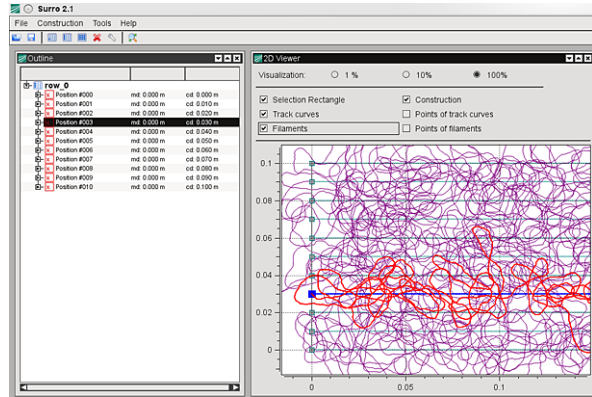 Surro 2.1
File Construction Tools Help
Outline
row_0
Position #000 md: 0.000 m cd: 0.000 m
Position #001 md: 0.000 m cd: 0.010 m
Position #002 md: 0.000 m cd: 0.020 m
Position #003 md: 0.000 m cd: 0.030 m
Position #004 md: 0.000 m cd: 0.040 m
Position #005 md: 0.000 m cd: 0.050 m
Position #006 md: 0.000 m cd: 0.060 m
Position #007 md: 0.000 m cd: 0.070 m
Position #008 md: 0.000 m cd: 0.080 m
Position #009 md: 0.000 m cd: 0.090 m
Position #010 md: 0.000 m cd: 0.100 m
2D Viewer
Visualization: 1 % 10% 100%
Selection Rectangle Construction
Track curves Points of track curves
Filaments Points of filaments
0.1
0.08
0.06
0.04
0.02
0
0 0.05 0.1